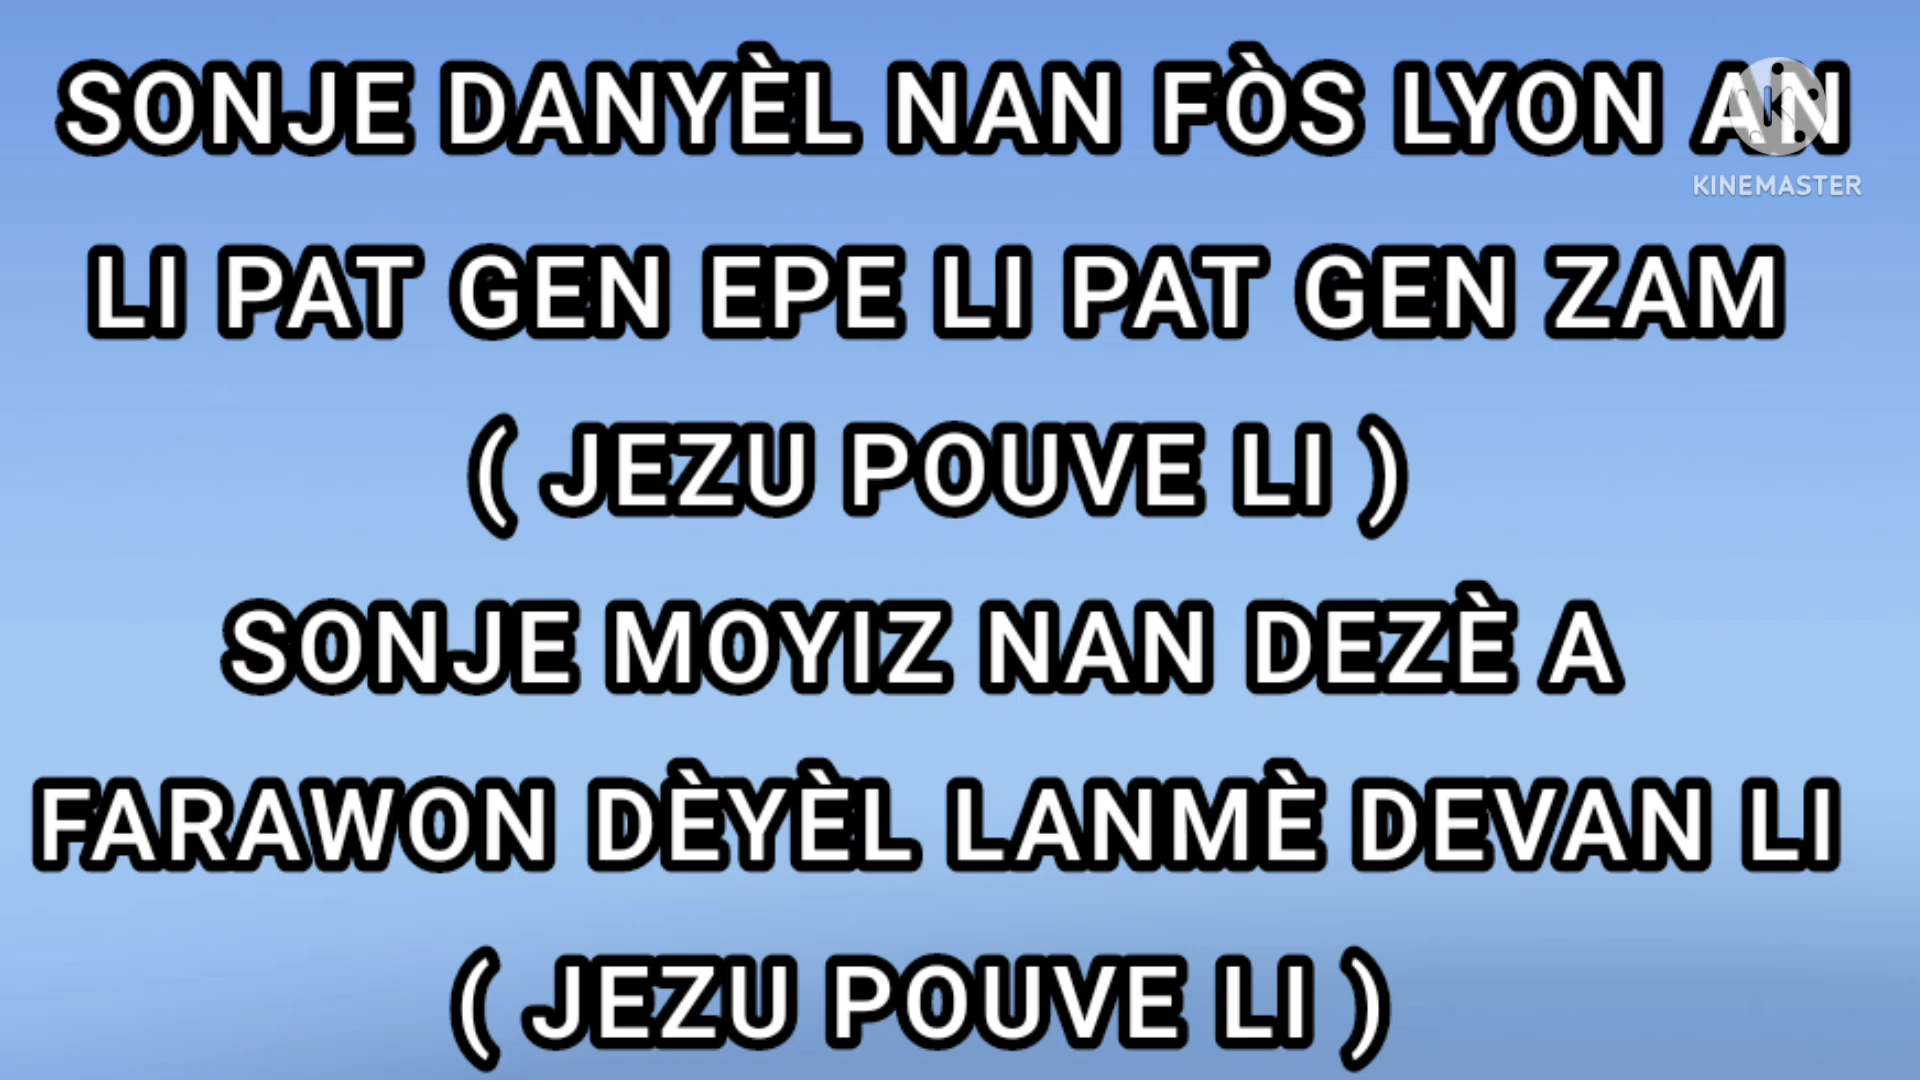 SONJE DANYÈL NAN FÒS LYON AN
KINEMASTER
LI PAT GEN EPE LI PAT GEN ZAM
( JEZU POUVE LI )
SONJE MOYIZ NAN DEZÈ A
FARAWON DÈYÈL LANMÈ DEVAN LI
( JEZU POUVE LI )